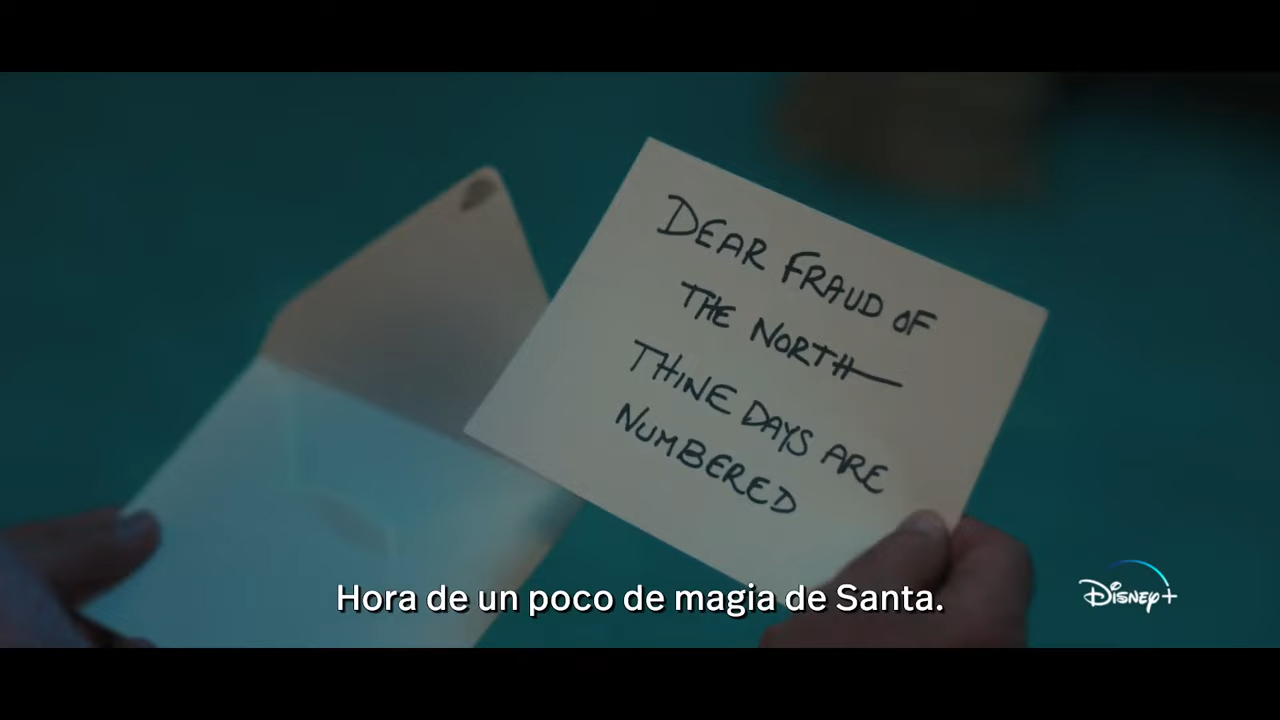 DEAR FRAUD OF
THE NORTH
THINE DAYS ARE
NUMBERED
Hora de un poco de magia de Santa.
Disney+